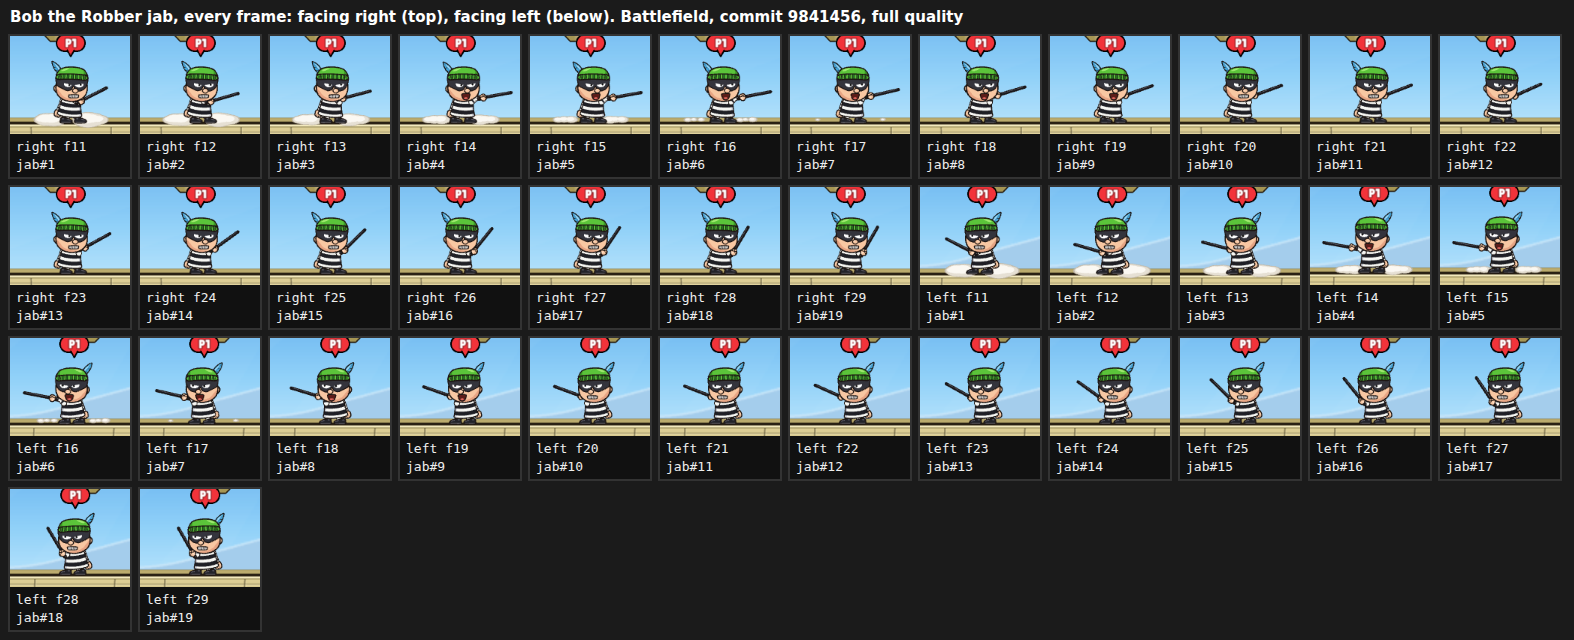 Bob the Robber jab, every frame: facing right (top), facing left (below). Battlefield, commit 9841456, full quality
P1 P1 P1 P1 P1 P1 P1 P1 P1 P1 P1 P1
right f11 right f12 right f13 right f14 right f15 right f16 right f17 right f18 right f19 right f20 right f21 right f22
jab#1 jab#2 jab#3 jab#4 jab#5 jab#6 jab#7 jab#8 jab#9 jab#10 jab#11 jab#12
P1 P1 P1 P1 P1 P1 P1 P1 P1 P1 P1 P1
right f23 right f24 right f25 right f26 right f27 right f28 right f29 left f11 left f12 left f13 left f14 left f15
jab#13 jab#14 jab#15 jab#16 jab#17 jab#18 jab#19 jab#1 jab#2 jab#3 jab#4 jab#5
P1 P1 P1 P1 P1 P1 P1 P1 P1 P1 P1 P1
left f16 left f17 left f18 left f19 left f20 left f21 left f22 left f23 left f24 left f25 left f26 left f27
jab#6 jab#7 jab#8 jab#9 jab#10 jab#11 jab#12 jab#13 jab#14 jab#15 jab#16 jab#17
P1 P1
left f28 left f29
jab#18 jab#19